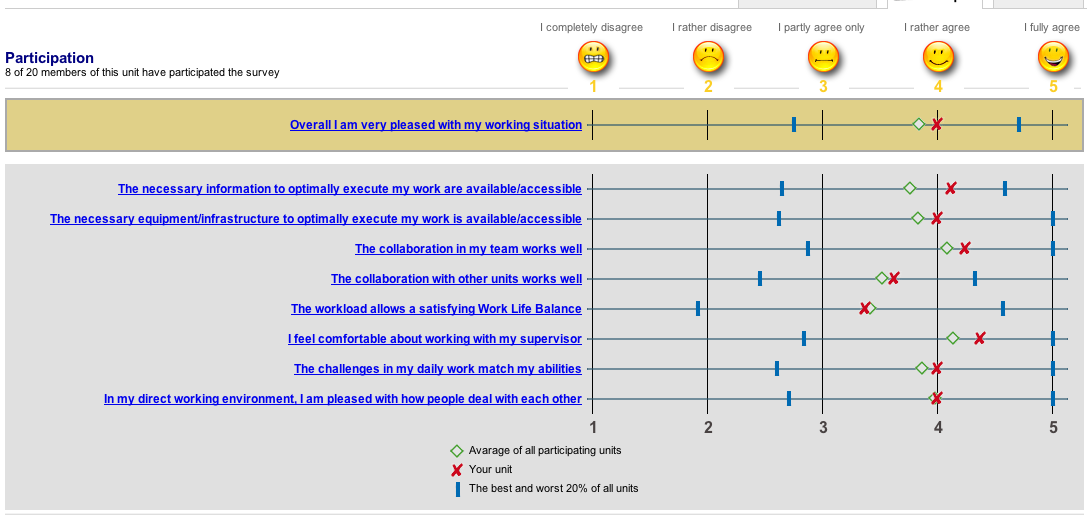 I completely disagree I rather disagree I partly agree only I rather agree I fully agree
Participation
8 of 20 members of this unit have participated the survey
1 2 3 4 5
Overall I am very pleased with my working situation
The necessary information to optimally execute my work are available/accessible
The necessary equipment/infrastructure to optimally execute my work is available/accessible
The collaboration in my team works well
The collaboration with other units works well
The workload allows a satisfying Work Life Balance
I feel comfortable about working with my supervisor
The challenges in my daily work match my abilities
In my direct working environment, I am pleased with how people deal with each other
1 2 3 4 5
Avarage of all participating units
Your unit
The best and worst 20% of all units